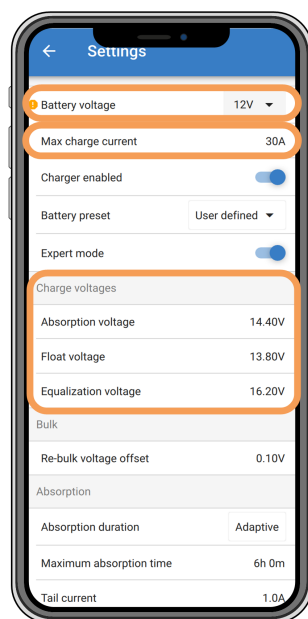 Settings
Battery voltage 12V
Max charge current 30A
Charger enabled
Battery preset User defined
Expert mode
Charge voltages
Absorption voltage 14.40V
Float voltage 13.80V
Equalization voltage 16.20V
Bulk
Re-bulk voltage offset 0.10V
Absorption
Absorption duration Adaptive
Maximum absorption time 6h 0m
Tail current 1.0A